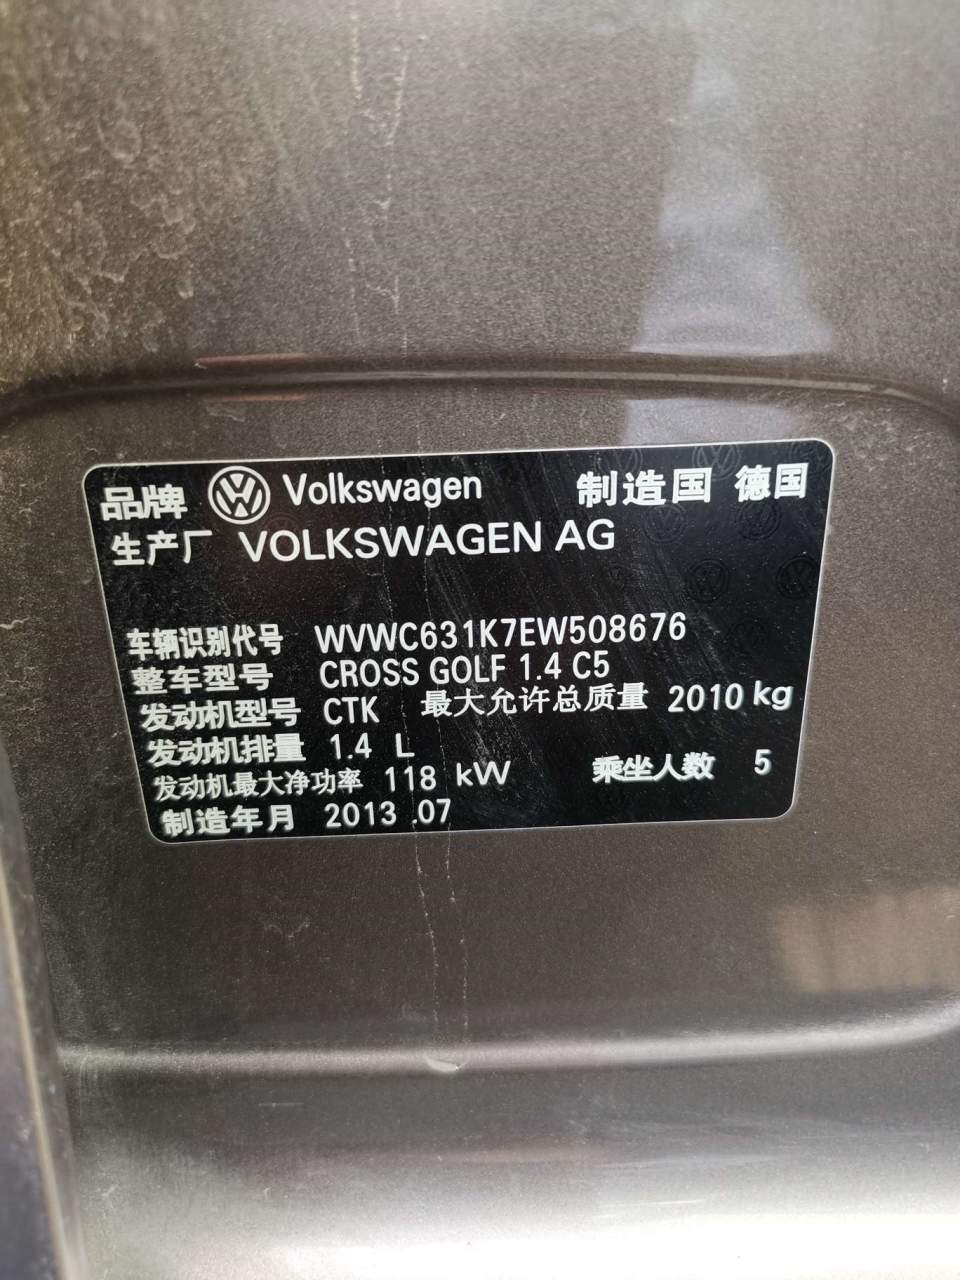 品牌 Volkswagen 制造国 德国
生产厂 VOLKSWAGEN AG
车辆识别代号 WVWC631K7EW508676
整车型号 CROSS GOLF 1.4 C5
发动机型号 CTK 最大允许总质量 2010 kg
发动机排量 1.4 L
发动机最大净功率 118 kW 乘坐人数 5
制造年月 2013 .07